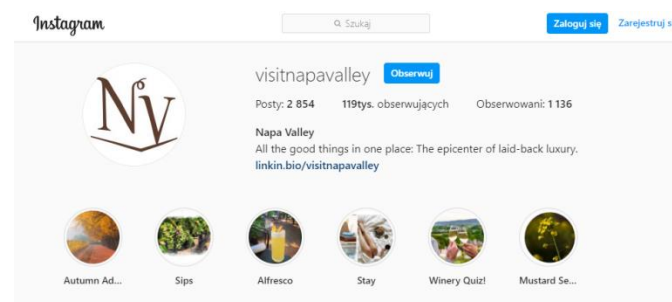 Instagram
Szukaj
Zaloguj się Zarejestruj s
NV
visitnapavalley Obserwuj
Posty: 2 854 119tys. obserwujących Obserwowani: 1 136
Napa Valley
All the good things in one place: The epicenter of laid-back luxury.
linkin.bio/visitnapavalley
Autumn Ad... Sips Alfresco Stay Winery Quiz! Mustard Se...